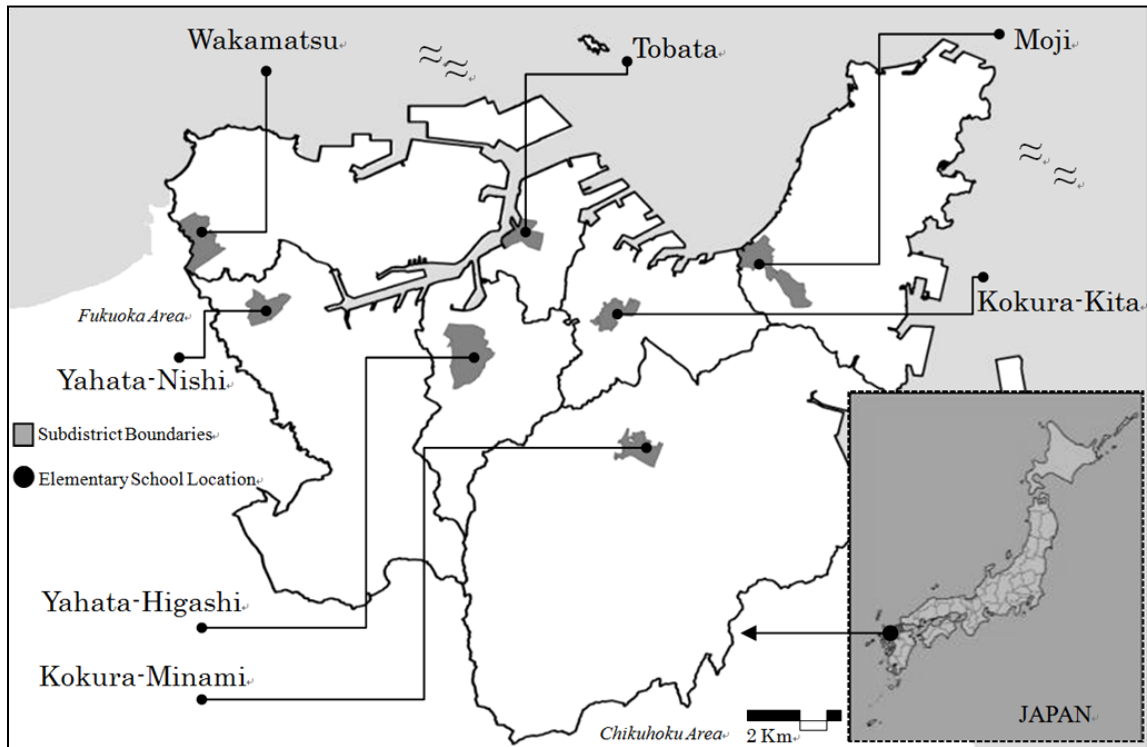 Wakamatsu
Tobata
Moji
Kokura-Kita
Fukuoka Area
Yahata-Nishi
Subdistrict Boundaries
Elementary School Location
Yahata-Higashi
Kokura-Minami
Chikuhoku Area
2 Km
JAPAN